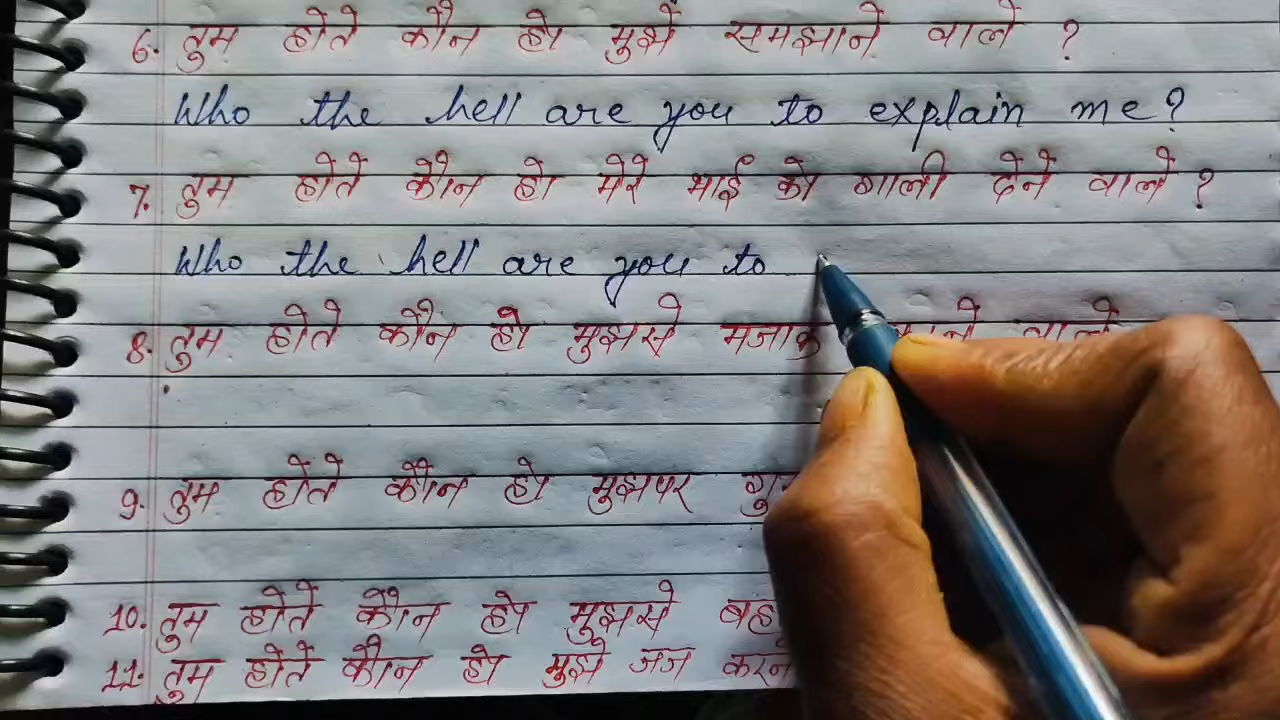 6. तुम होते कौन हो मुझे समझाने वाले ?
Who the hell are you to explain me?
7. तुम होते कौन हो मेरे भाई को गाली देने वाले ?
Who the hell are you to
8. तुम होते कौन हो मुझसे मजाक वाले
9. तुम होते कौन हो मुझपर
10. तुम होते कौन हो मुझसे
11. तुम होते कौन हो मुझे जज करने